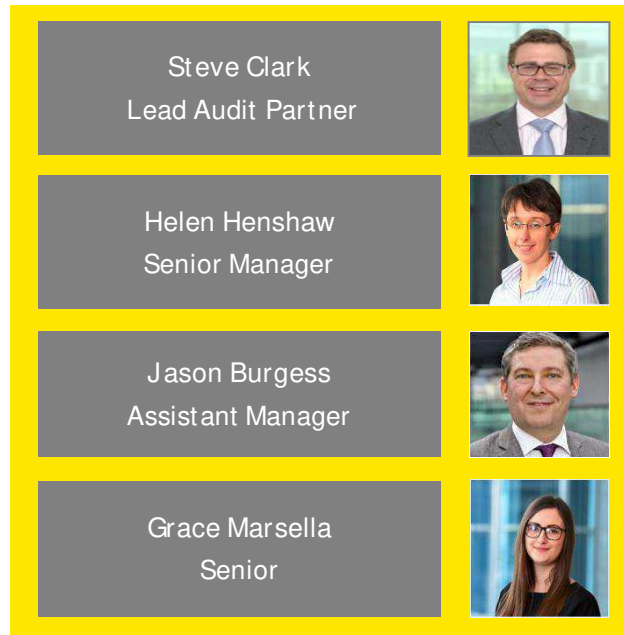 Steve Clark
Lead Audit Partner
Helen Henshaw
Senior Manager
Jason Burgess
Assistant Manager
Grace Marsella
Senior